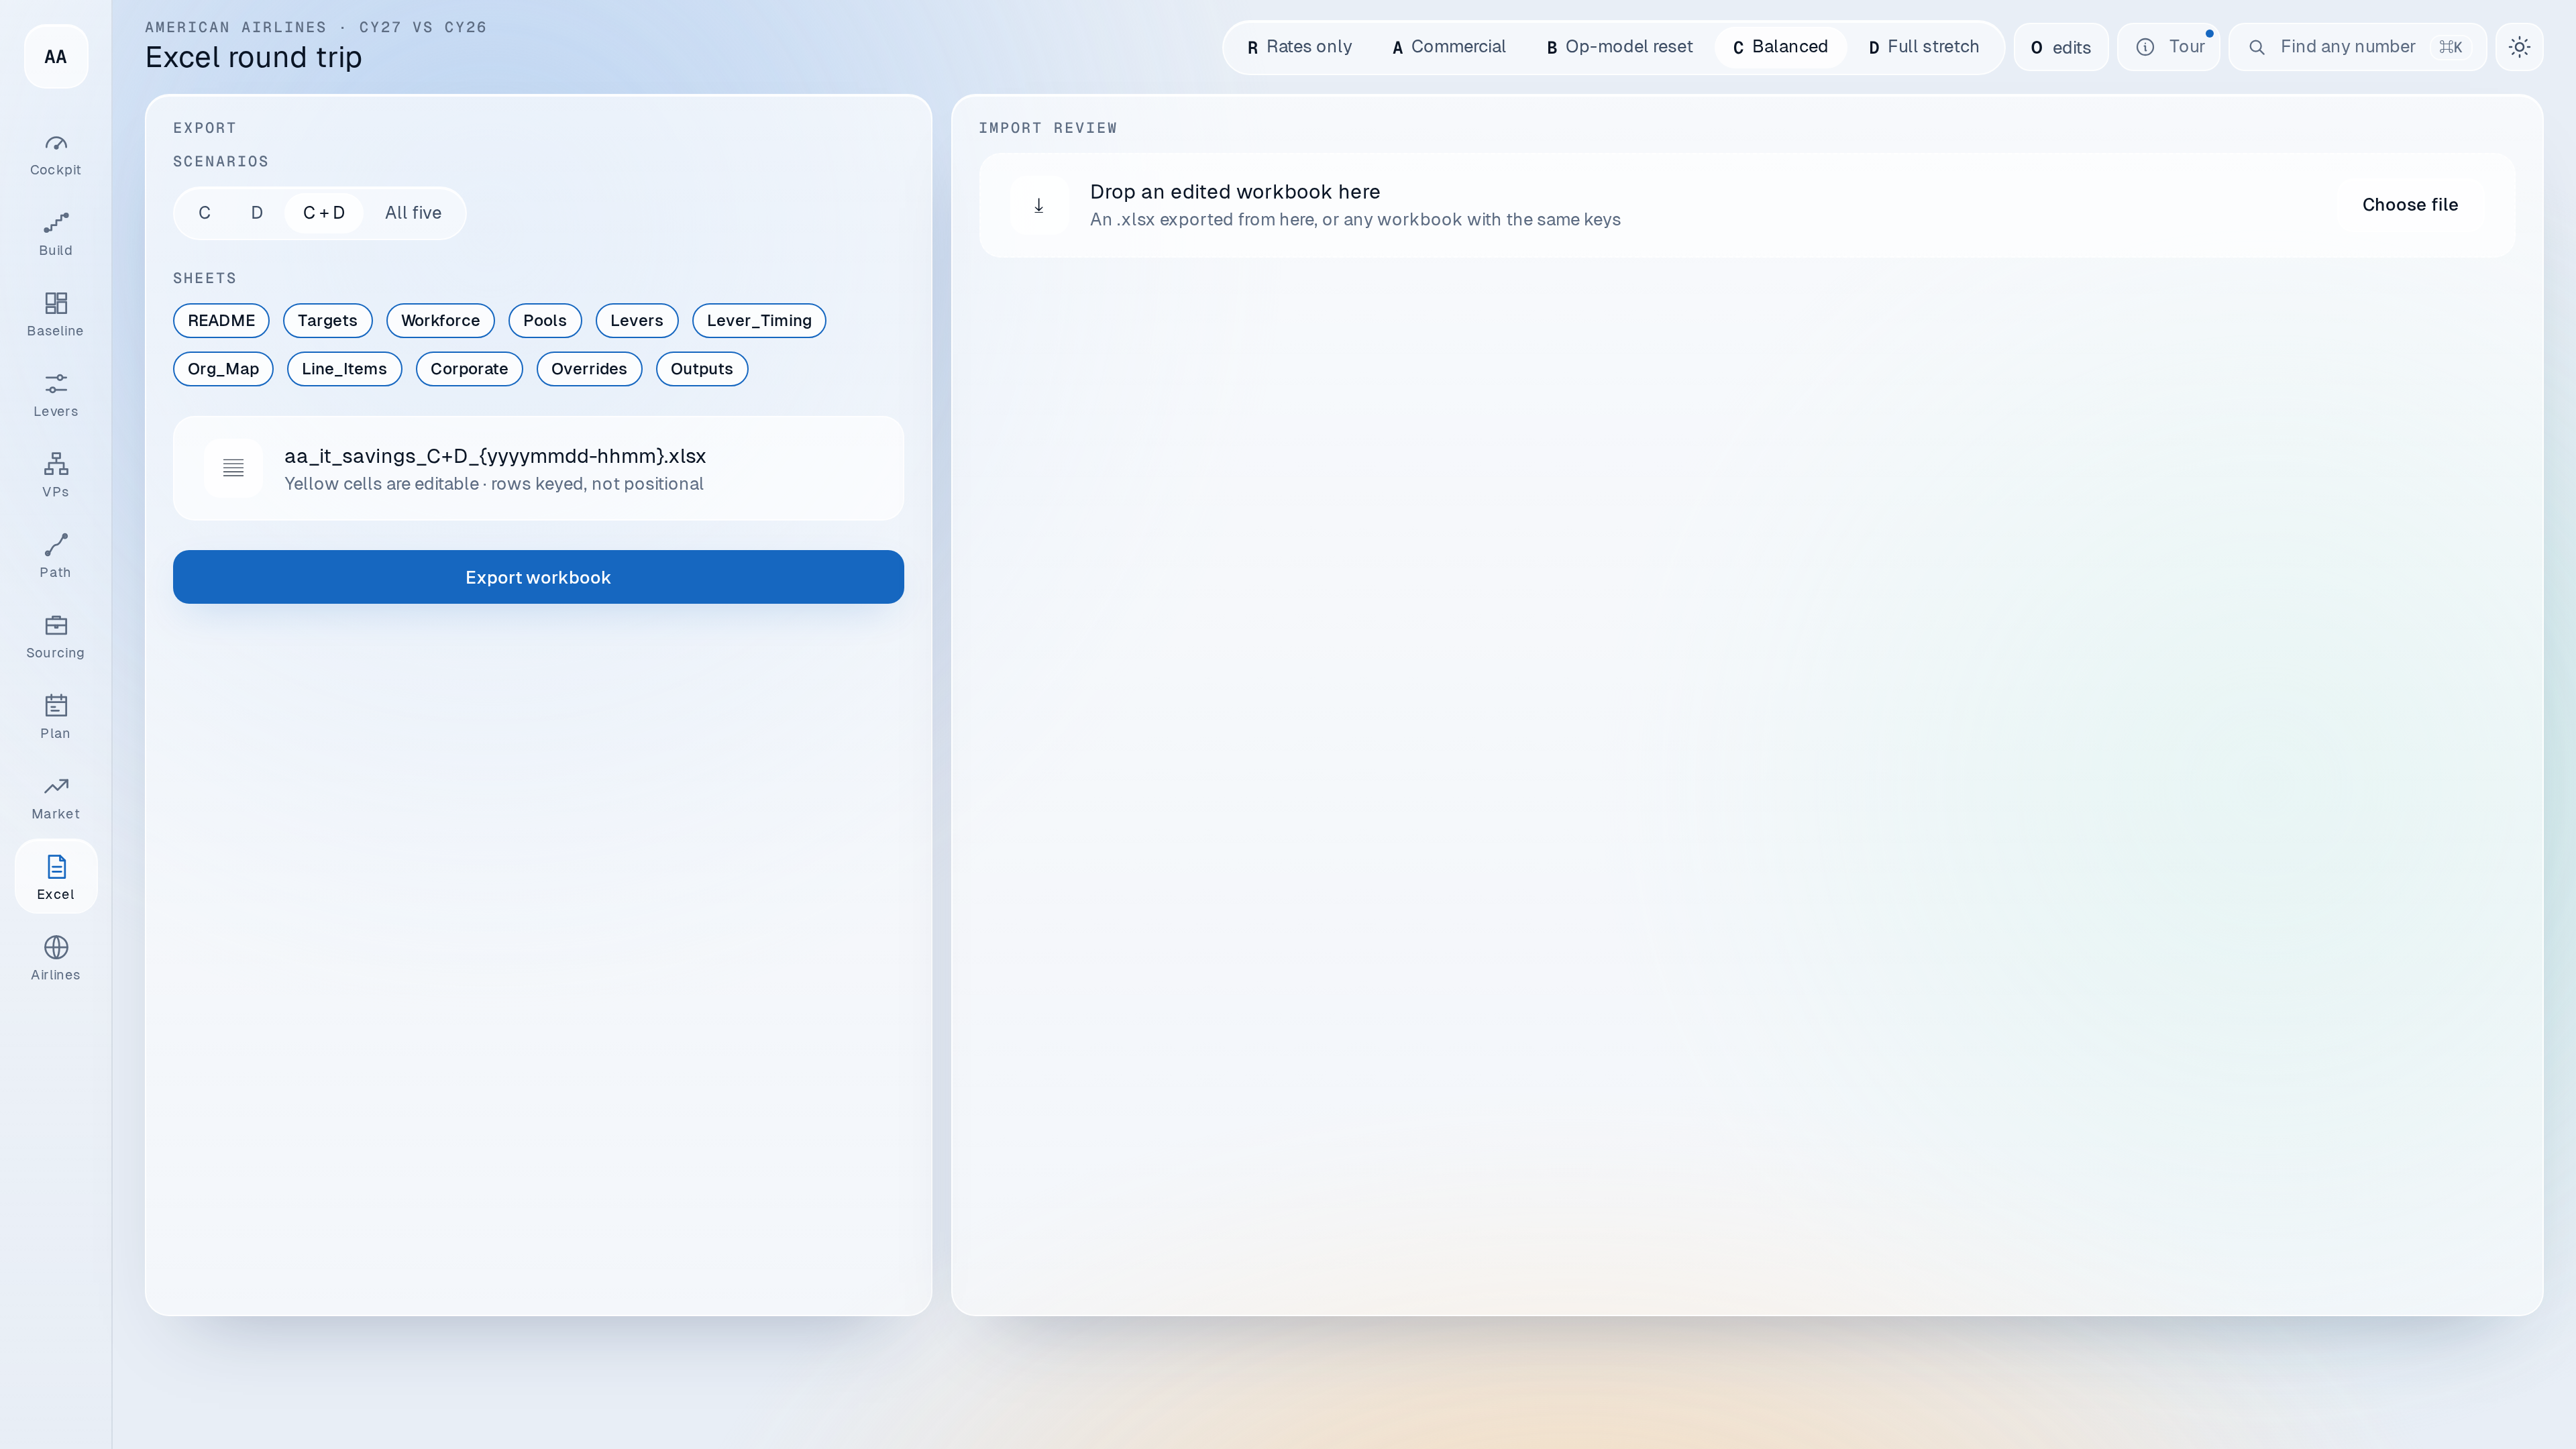 AA
Cockpit
Build
Baseline
Levers
VPs
Path
Sourcing
Plan
Market
Excel
Airlines
AMERICAN AIRLINES · CY27 VS CY26
Excel round trip
R Rates only A Commercial B Op-model reset C Balanced D Full stretch 0 edits Tour Find any number ⌘K
EXPORT
SCENARIOS
C D C + D All five
SHEETS
README Targets Workforce Pools Levers Lever_Timing
Org_Map Line_Items Corporate Overrides Outputs
aa_it_savings_C+D_{yyyymmdd-hhmm}.xlsx
Yellow cells are editable · rows keyed, not positional
Export workbook
IMPORT REVIEW
Drop an edited workbook here
An .xlsx exported from here, or any workbook with the same keys
Choose file